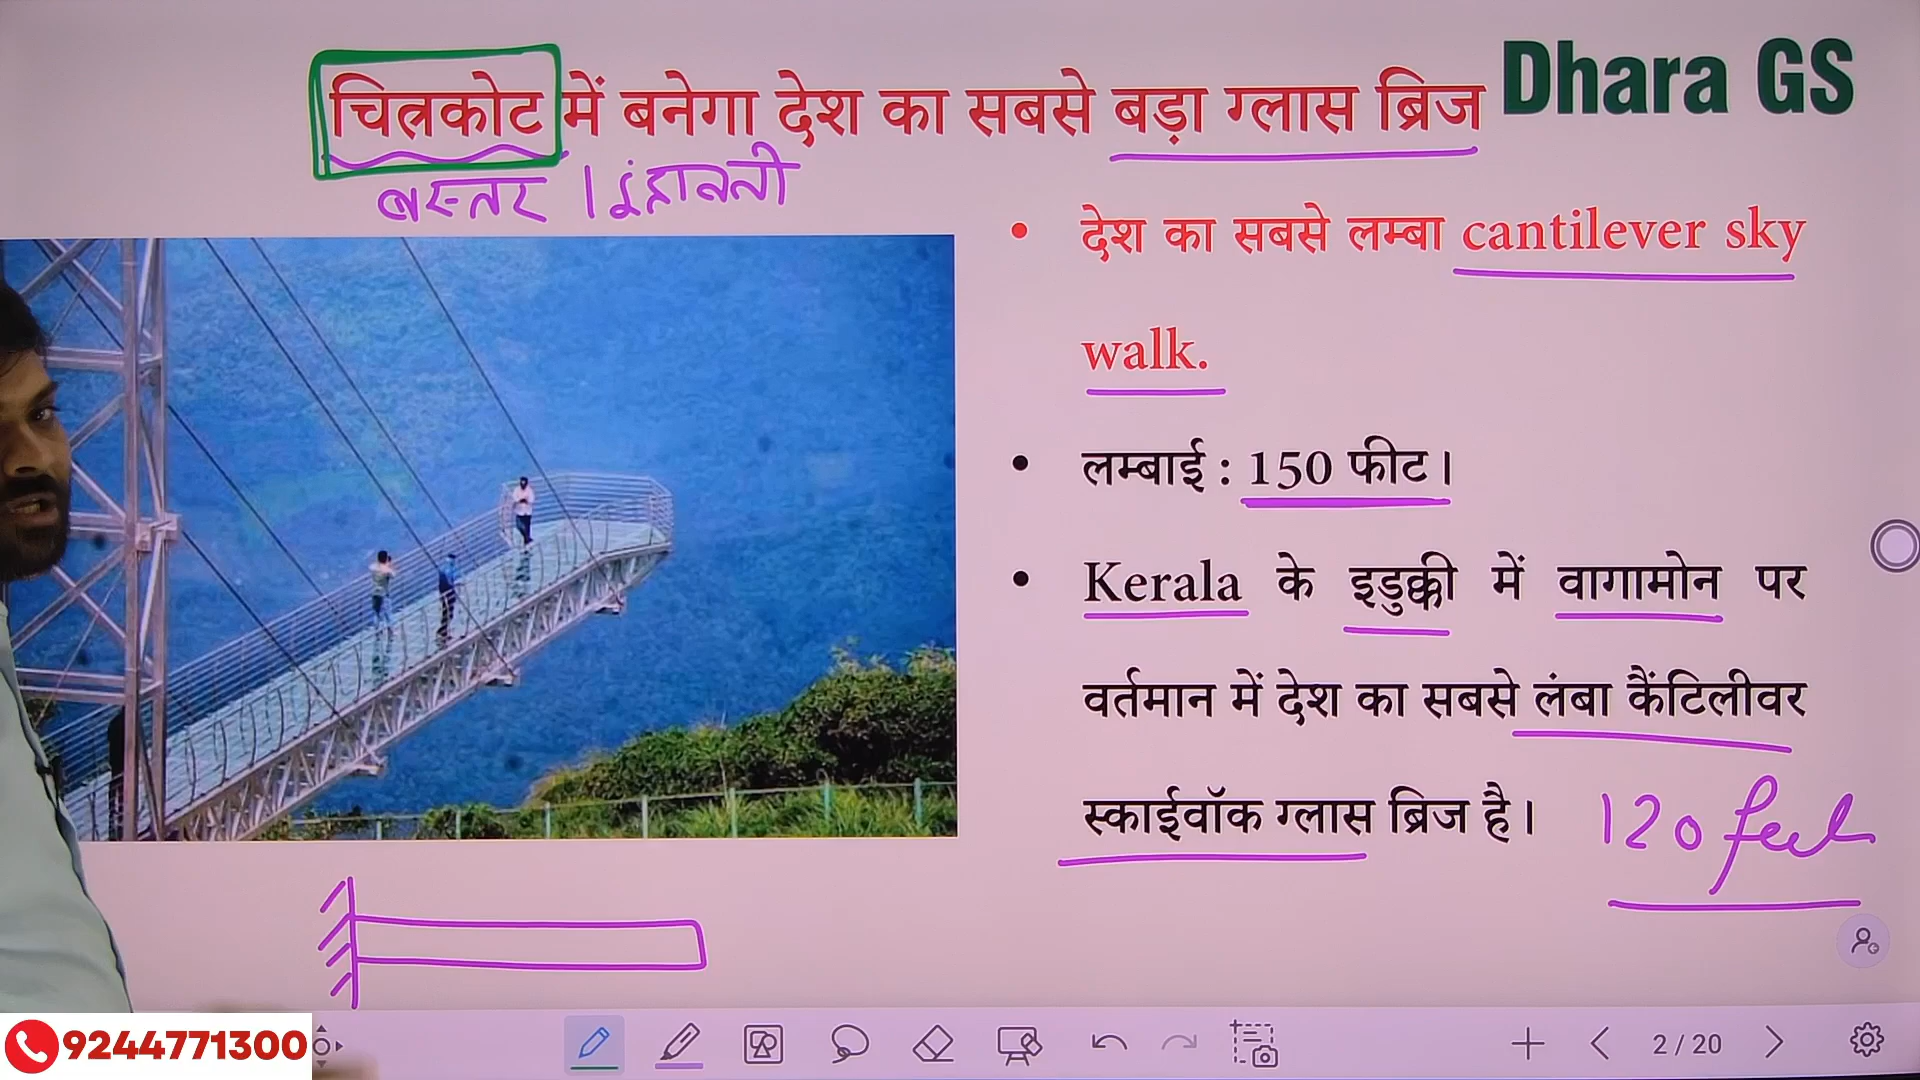 चित्रकोट में बनेगा देश का सबसे बड़ा ग्लास ब्रिज
Dhara GS
बस्तर
• देश का सबसे लम्बा cantilever sky
walk.
• लम्बाई : 150 फीट।
• Kerala के इडुक्की में वागामोन पर
वर्तमान में देश का सबसे लंबा कैंटिलीवर
स्काईवॉक ग्लास ब्रिज है।
120 feet
9244771300
2 / 20